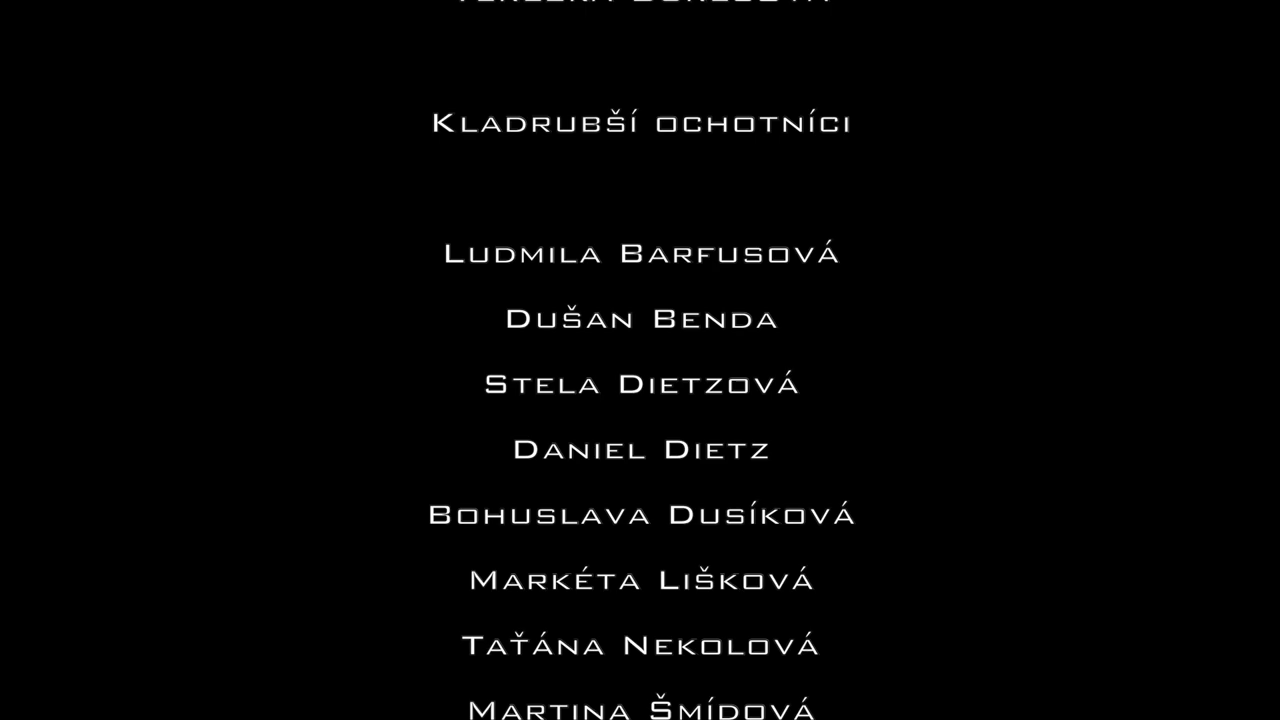 Kladrubší ochotníci
Ludmila Barfusová
Dušan Benda
Stela Dietzová
Daniel Dietz
Bohuslava Dusíková
Markéta Lišková
Taťána Nekolová
Martina Šmídová